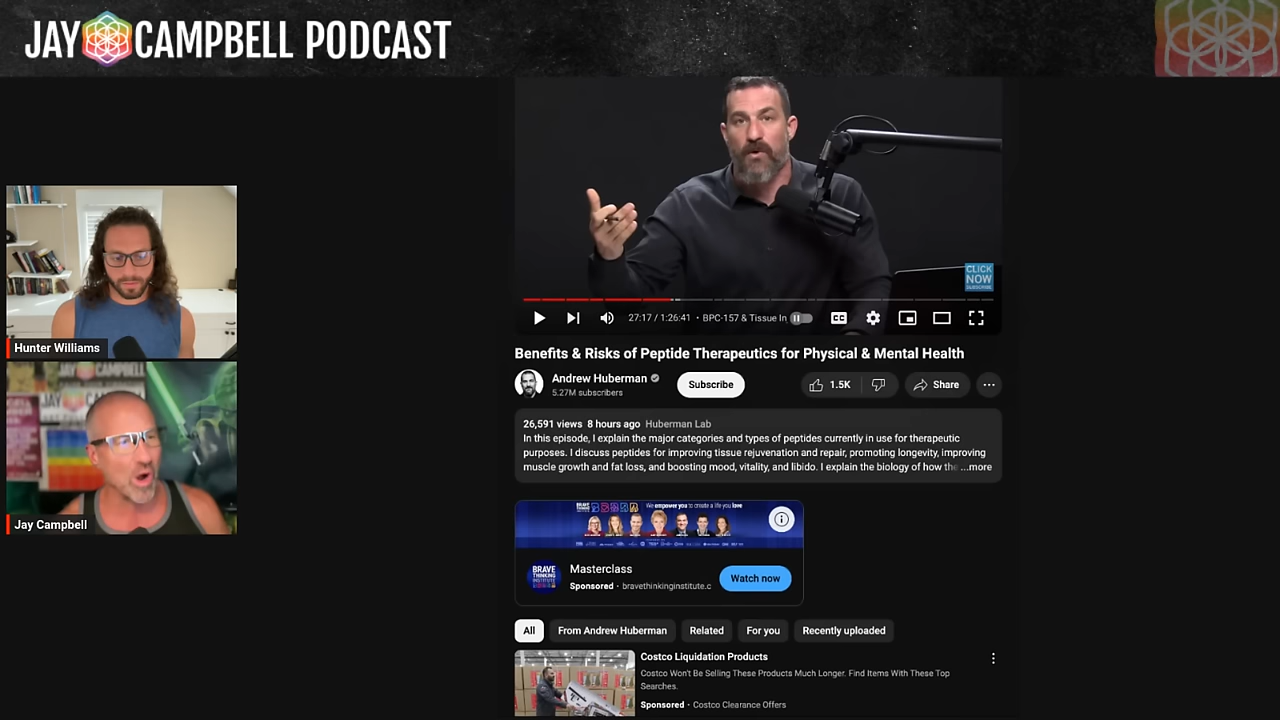 JAY CAMPBELL PODCAST
Hunter Williams
Jay Campbell
CLICK
NOW
SUBSCRIBE
27:17 / 1:26:41 • BPC-157 & Tissue In
CC
Benefits & Risks of Peptide Therapeutics for Physical & Mental Health
Andrew Huberman
5.27M subscribers
Subscribe
1.5K
Share
26,591 views 8 hours ago Huberman Lab
In this episode, I explain the major categories and types of peptides currently in use for therapeutic
purposes. I discuss peptides for improving tissue rejuvenation and repair, promoting longevity, improving
muscle growth and fat loss, and boosting mood, vitality, and libido. I explain the biology of how the ...more
We empower you to create a life you love
BRAVE
THINKING
INSTITUTE
Masterclass
Sponsored • bravethinkinginstitute.c
Watch now
All
From Andrew Huberman
Related
For you
Recently uploaded
Costco Liquidation Products
Costco Won't Be Selling These Products Much Longer. Find Items With These Top
Searches.
Sponsored • Costco Clearance Offers